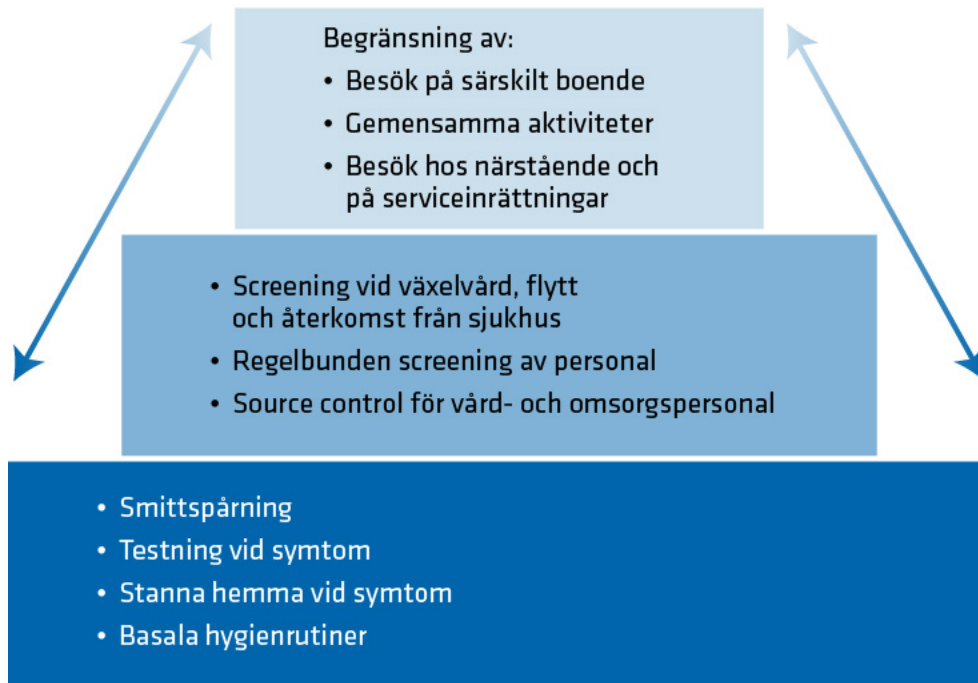 Begränsning av:
• Besök på särskilt boende
• Gemensamma aktiviteter
• Besök hos närstående och
på serviceinrättningar
• Screening vid växelvård, flytt
och återkomst från sjukhus
• Regelbunden screening av personal
• Source control för vård- och omsorgspersonal
• Smittspårning
• Testning vid symtom
• Stanna hemma vid symtom
• Basala hygienrutiner